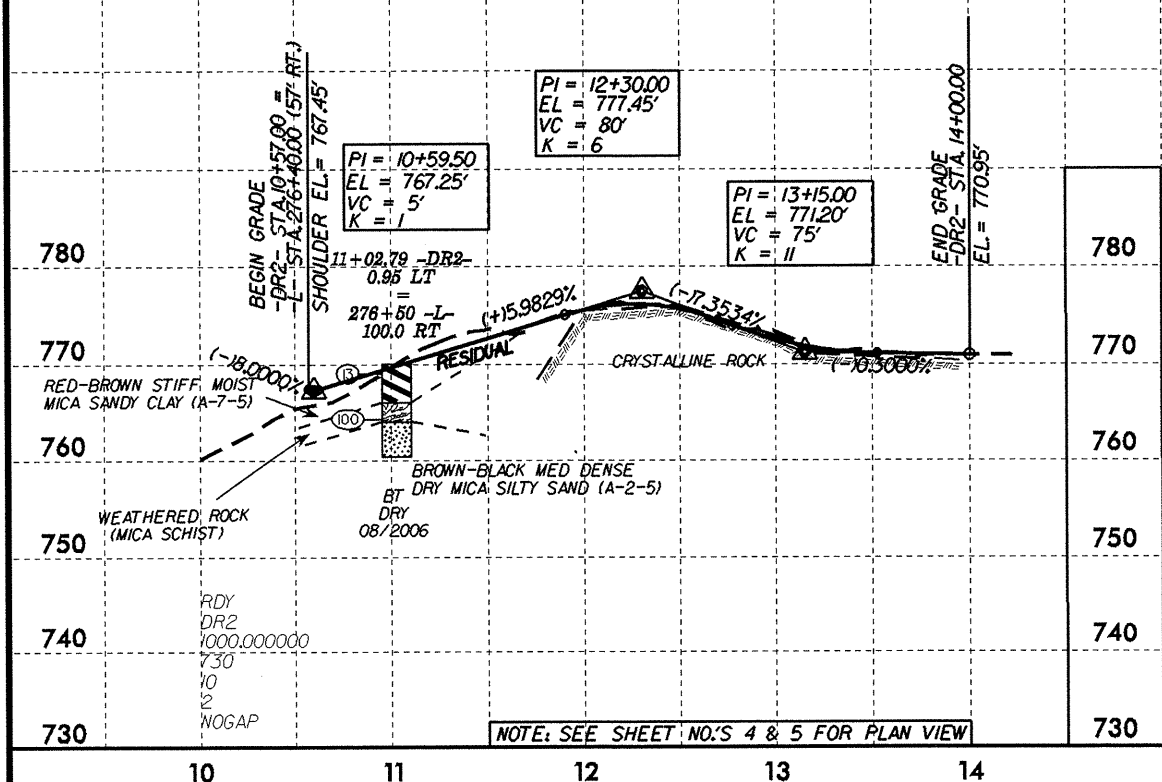 BEGIN GRADE
-DR2- STA.10+57.00 =
-L- STA.276+40.00 (57' RT.)
SHOULDER EL.= 767.45'
PI = 10+59.50
EL = 767.25'
VC = 5'
K = 1
PI = 12+30.00
EL = 777.45'
VC = 80'
K = 6
PI = 13+15.00
EL = 771.20'
VC = 75'
K = 11
END GRADE
-DR2- STA. 14+00.00
EL.= 770.95'
11+02.79 -DR2-
0.95 LT
=
276+50 -L-
100.0 RT
780
780
770
770
760
760
750
750
740
740
730
730
(-)8.0000%
(+)5.9829%
(-)7.3534%
(-)0.3000%
13
100
RESIDUAL
CRYSTALLINE ROCK
RED-BROWN STIFF MOIST
MICA SANDY CLAY (A-7-5)
BROWN-BLACK MED DENSE
DRY MICA SILTY SAND (A-2-5)
WEATHERED ROCK
(MICA SCHIST)
BT
DRY
08/2006
RDY
DR2
1000.000000
730
10
2
NOGAP
NOTE: SEE SHEET NO.'S 4 & 5 FOR PLAN VIEW
10
11
12
13
14